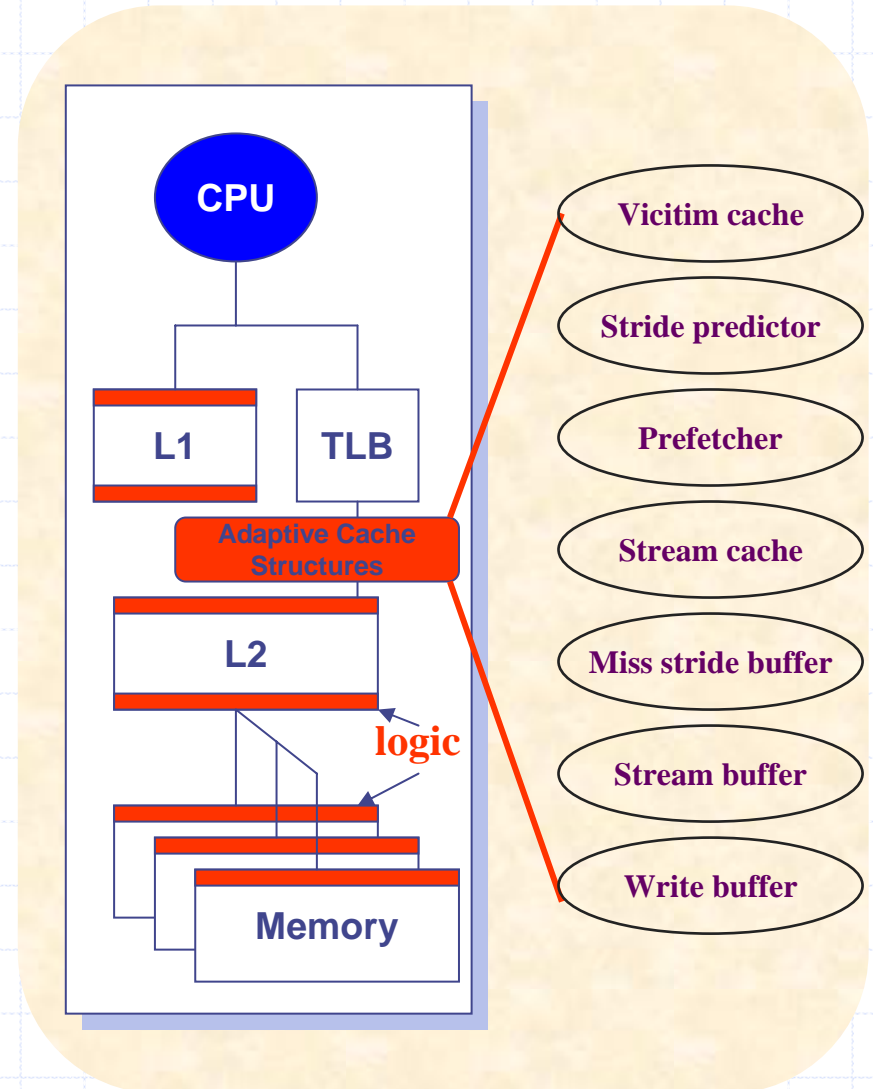 CPU
L1
TLB
Adaptive Cache
Structures
L2
logic
Memory
Vicitim cache
Stride predictor
Prefetcher
Stream cache
Miss stride buffer
Stream buffer
Write buffer